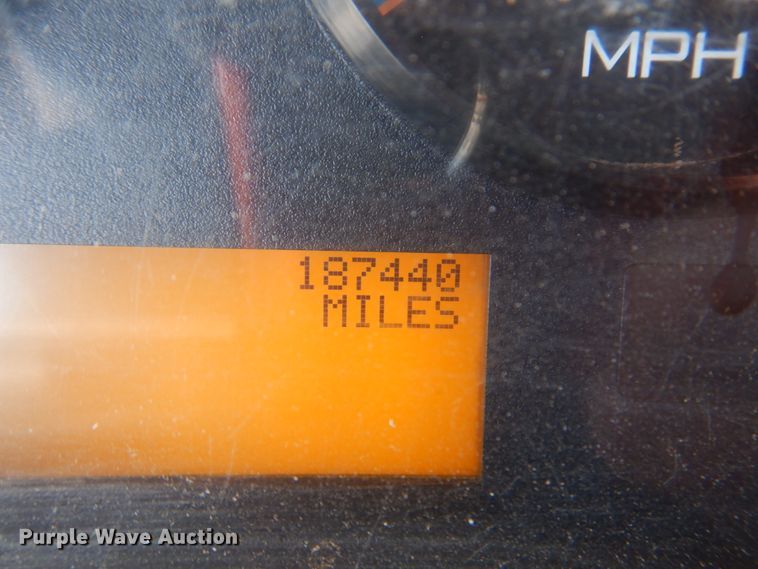 MPH
187440
MILES
Purple Wave Auction